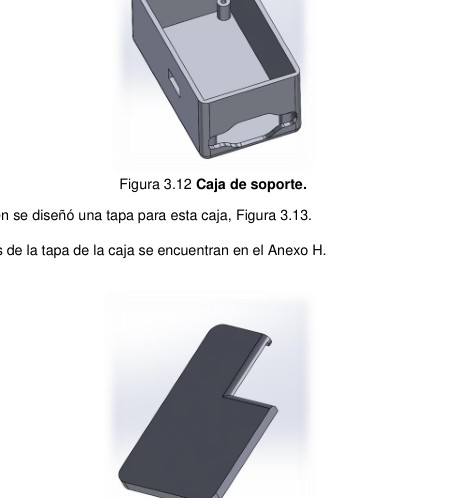 Figura 3.12 Caja de soporte.
se diseñó una tapa para esta caja, Figura 3.13.
de la tapa de la caja se encuentran en el Anexo H.